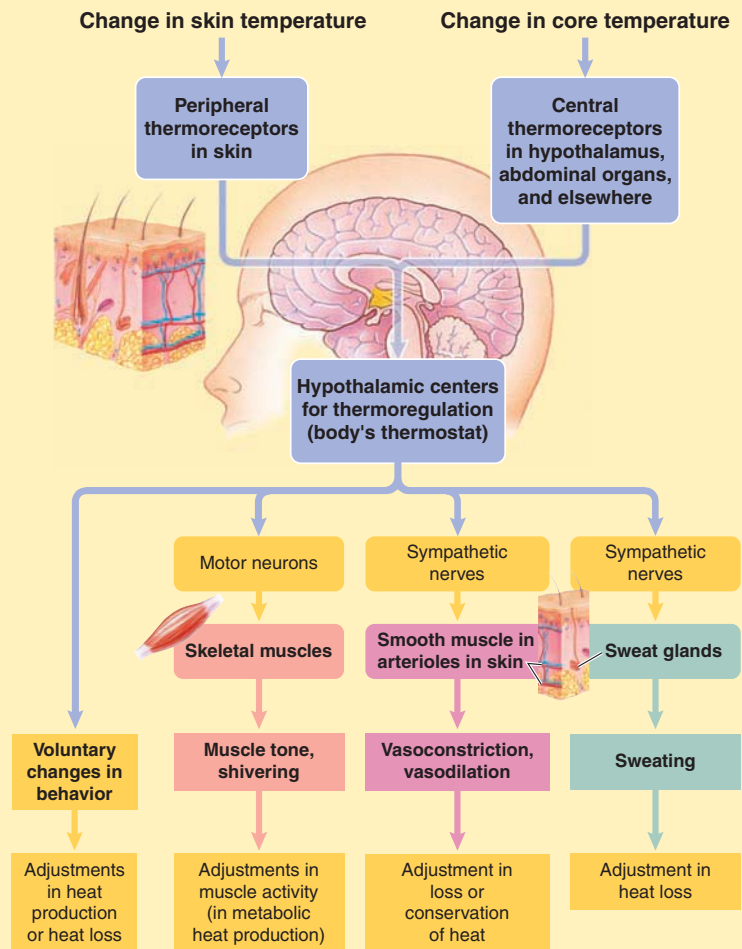 Change in skin temperature
Change in core temperature
Peripheral
thermoreceptors
in skin
Central
thermoreceptors
in hypothalamus,
abdominal organs,
and elsewhere
Hypothalamic centers
for thermoregulation
(body's thermostat)
Motor neurons
Sympathetic
nerves
Sympathetic
nerves
Skeletal muscles
Smooth muscle in
arterioles in skin
Sweat glands
Voluntary
changes in
behavior
Muscle tone,
shivering
Vasoconstriction,
vasodilation
Sweating
Adjustments
in heat
production
or heat loss
Adjustments in
muscle activity
(in metabolic
heat production)
Adjustment in
loss or
conservation
of heat
Adjustment in
heat loss